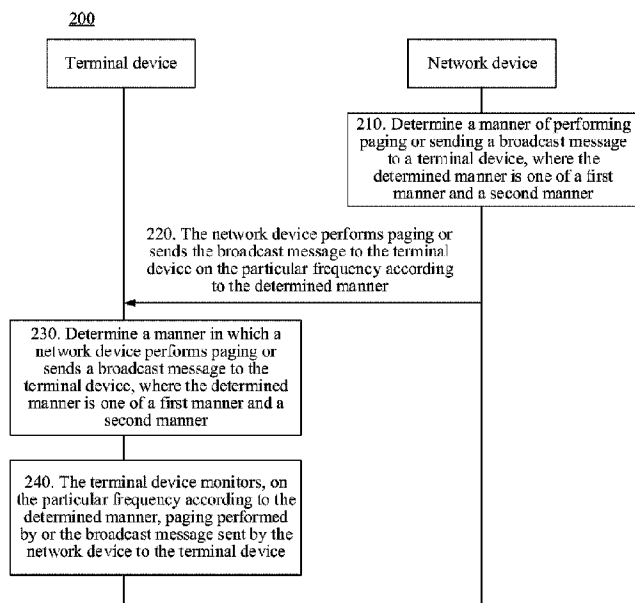 200
Terminal device
Network device
210. Determine a manner of performing
paging or sending a broadcast message
to a terminal device, where the
determined manner is one of a first
manner and a second manner
220. The network device performs paging or
sends the broadcast message to the terminal
device on the particular frequency according
to the determined manner
230. Determine a manner in which a
network device performs paging or
sends a broadcast message to the
terminal device, where the determined
manner is one of a first manner and a
second manner
240. The terminal device monitors, on
the particular frequency according to the
determined manner, paging performed
by or the broadcast message sent by the
network device to the terminal device